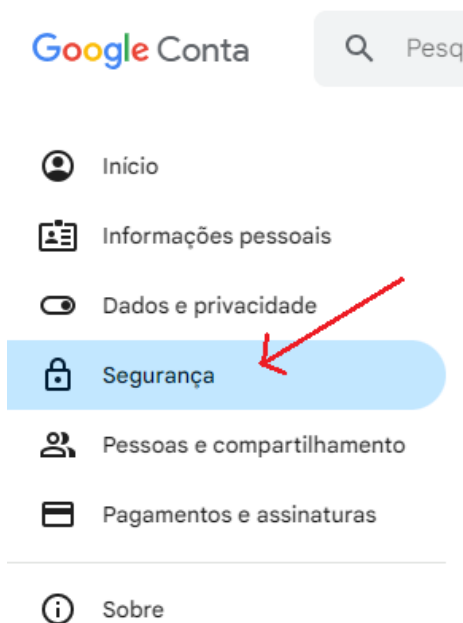 Google Conta
Pesq
Início
Informações pessoais
Dados e privacidade
Segurança
Pessoas e compartilhamento
Pagamentos e assinaturas
Sobre